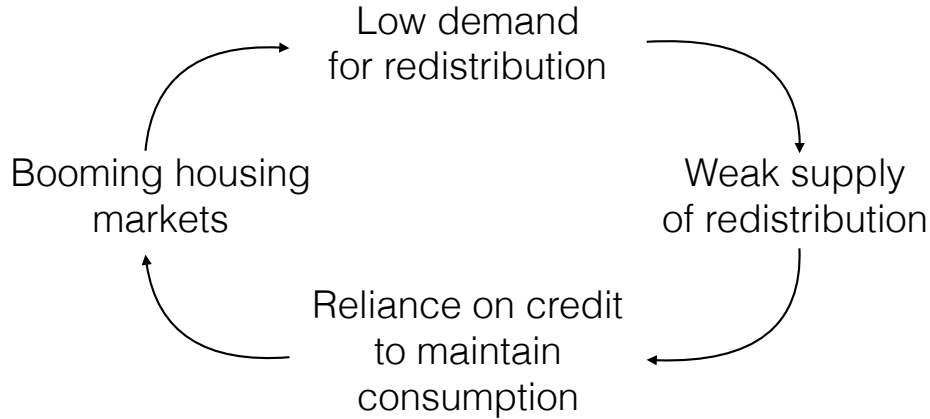 Low demand
for redistribution
Booming housing
markets
Weak supply
of redistribution
Reliance on credit
to maintain
consumption